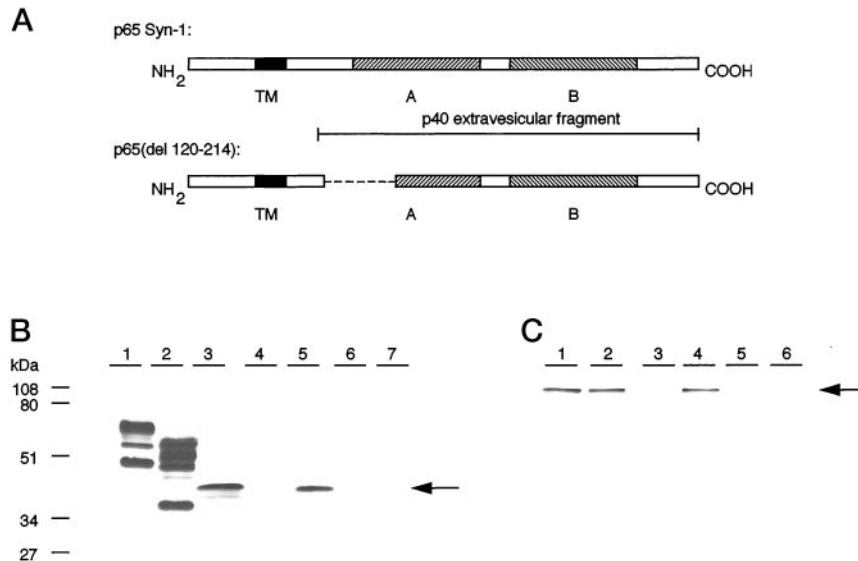 A
p65 Syn-1:
NH2 COOH
TM A B
p40 extravesicular fragment
p65(del 120-214):
NH2 COOH
TM A B
B
1 2 3 4 5 6 7
kDa
108
80
51
34
27
C
1 2 3 4 5 6